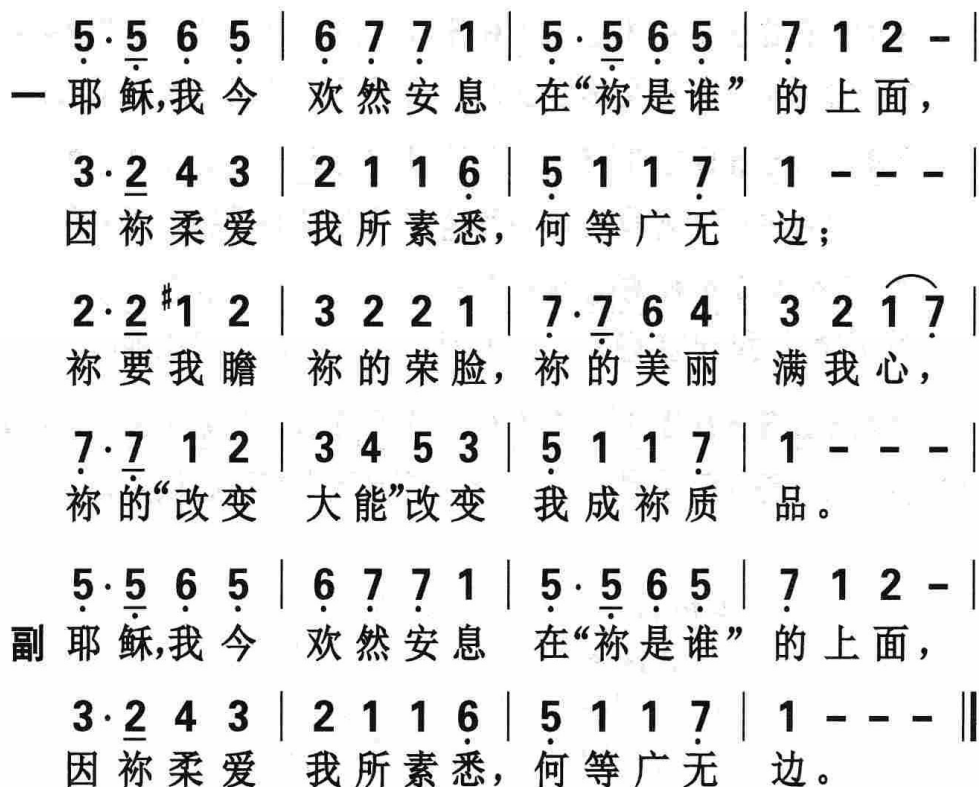 5̣·5̣ 6̣ 5̣ | 6̣ 7̣ 7̣ 1 | 5̣·5̣ 6̣ 5̣ | 7̣ 1 2 – |
一 耶稣,我今 欢然安息 在“祢是谁” 的上面，
3·2 4 3 | 2 1 1 6̣ | 5̣ 1 1 7̣ | 1 – – – |
因祢柔爱 我所素悉，何等广无 边；
2·2 #1 2 | 3 2 2 1 | 7̣·7̣ 6̣ 4 | 3 2 1 7̣ |
祢要我瞻 祢的荣脸，祢的美丽 满我心，
7̣·7̣ 1 2 | 3 4 5 3 | 5̣ 1 1 7̣ | 1 – – – |
祢的“改变 大能”改变 我成祢质 品。
5̣·5̣ 6̣ 5̣ | 6̣ 7̣ 7̣ 1 | 5̣·5̣ 6̣ 5̣ | 7̣ 1 2 – |
副 耶稣,我今 欢然安息 在“祢是谁” 的上面，
3·2 4 3 | 2 1 1 6̣ | 5̣ 1 1 7̣ | 1 – – – ‖
因祢柔爱 我所素悉，何等广无 边。